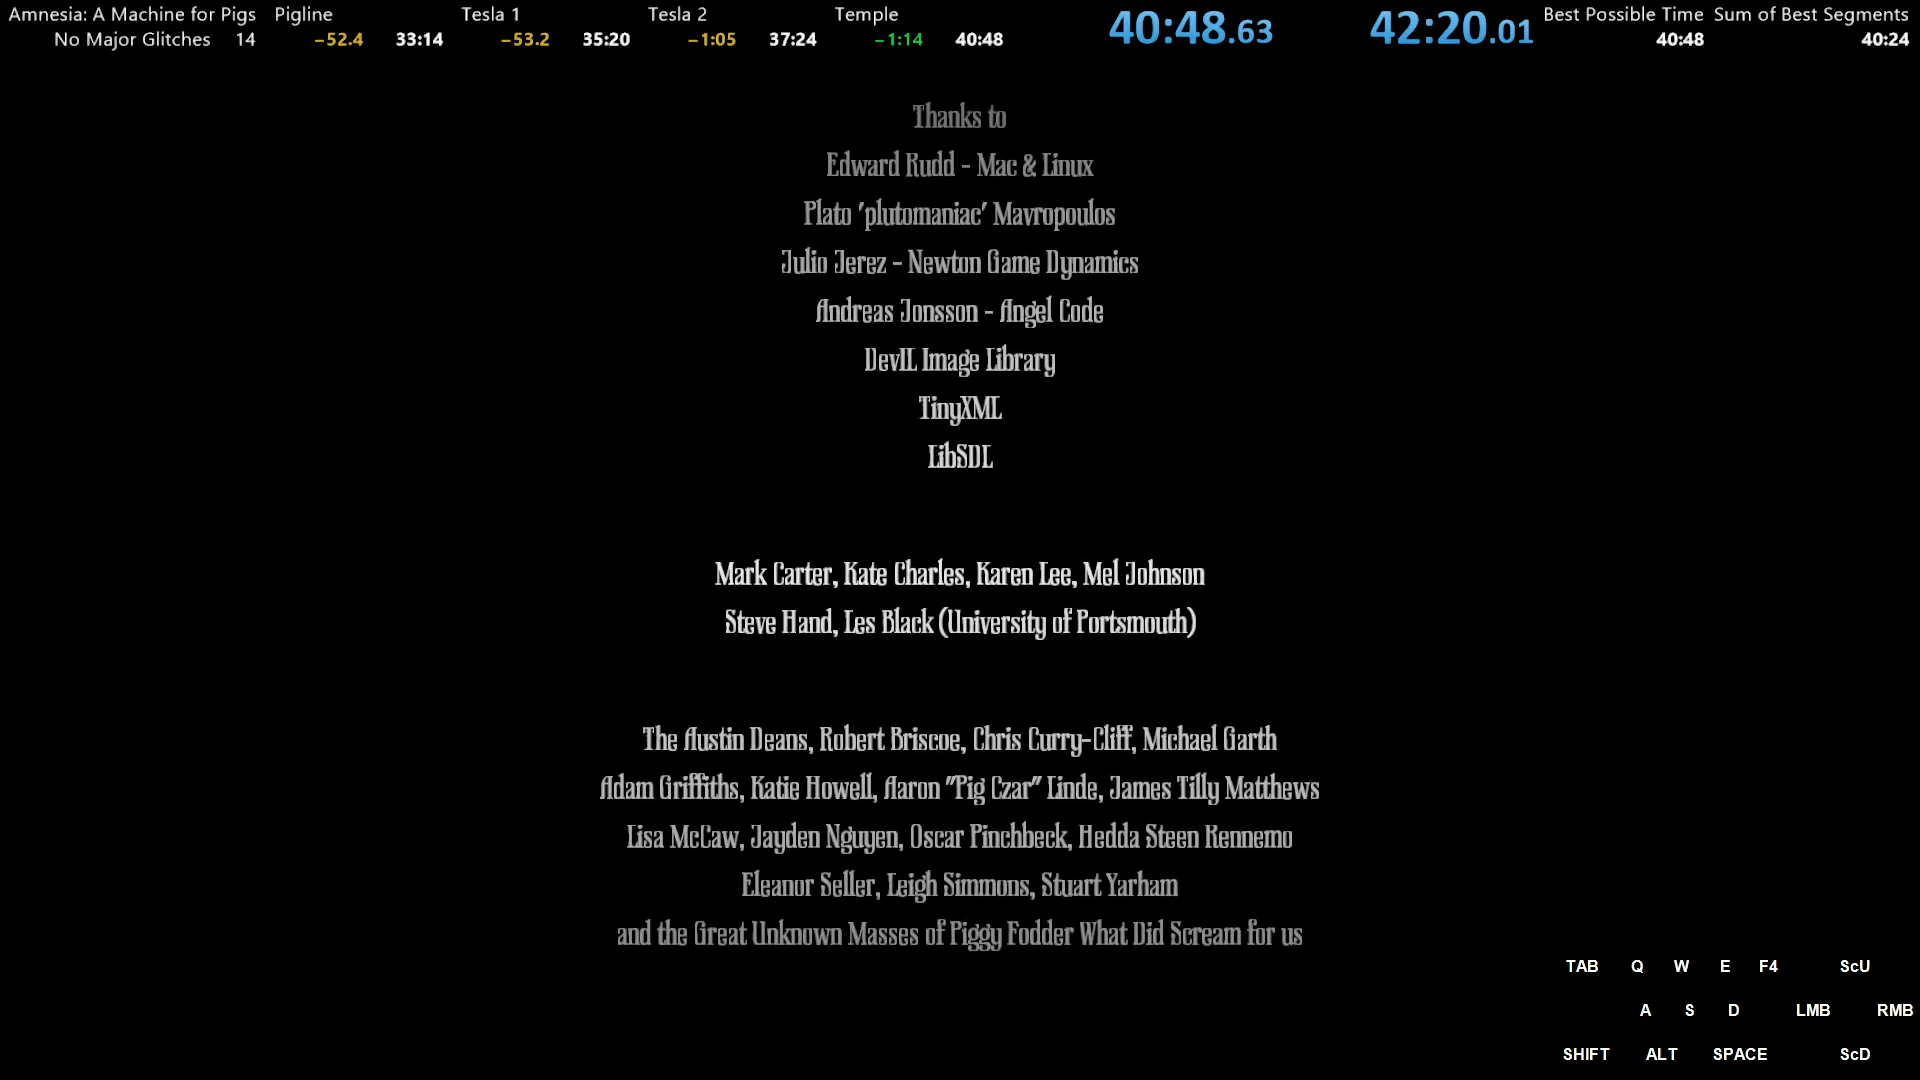 Amnesia: A Machine for Pigs Pigline Tesla 1 Tesla 2 Temple 40:48.63 42:20.01 Best Possible Time Sum of Best Segments
No Major Glitches 14 −52.4 33:14 −53.2 35:20 −1:05 37:24 −1:14 40:48 40:48 40:24
Thanks to
Edward Rudd - Mac & Linux
Plato 'plutomaniac' Mavropoulos
Julio Jerez - Newton Game Dynamics
Andreas Jonsson - Angel Code
DevIL Image Library
TinyXML
LibSDL
Mark Carter, Kate Charles, Karen Lee, Mel Johnson
Steve Hand, Les Black (University of Portsmouth)
The Austin Deans, Robert Briscoe, Chris Curry-Cliff, Michael Garth
Adam Griffiths, Katie Howell, Aaron "Pig Czar" Linde, James Tilly Matthews
Lisa McCaw, Jayden Nguyen, Oscar Pinchbeck, Hedda Steen Rennemo
Eleanor Seller, Leigh Simmons, Stuart Yarham
and the Great Unknown Masses of Piggy Fodder What Did Scream for us
TAB Q W E F4 ScU
A S D LMB RMB
SHIFT ALT SPACE ScD